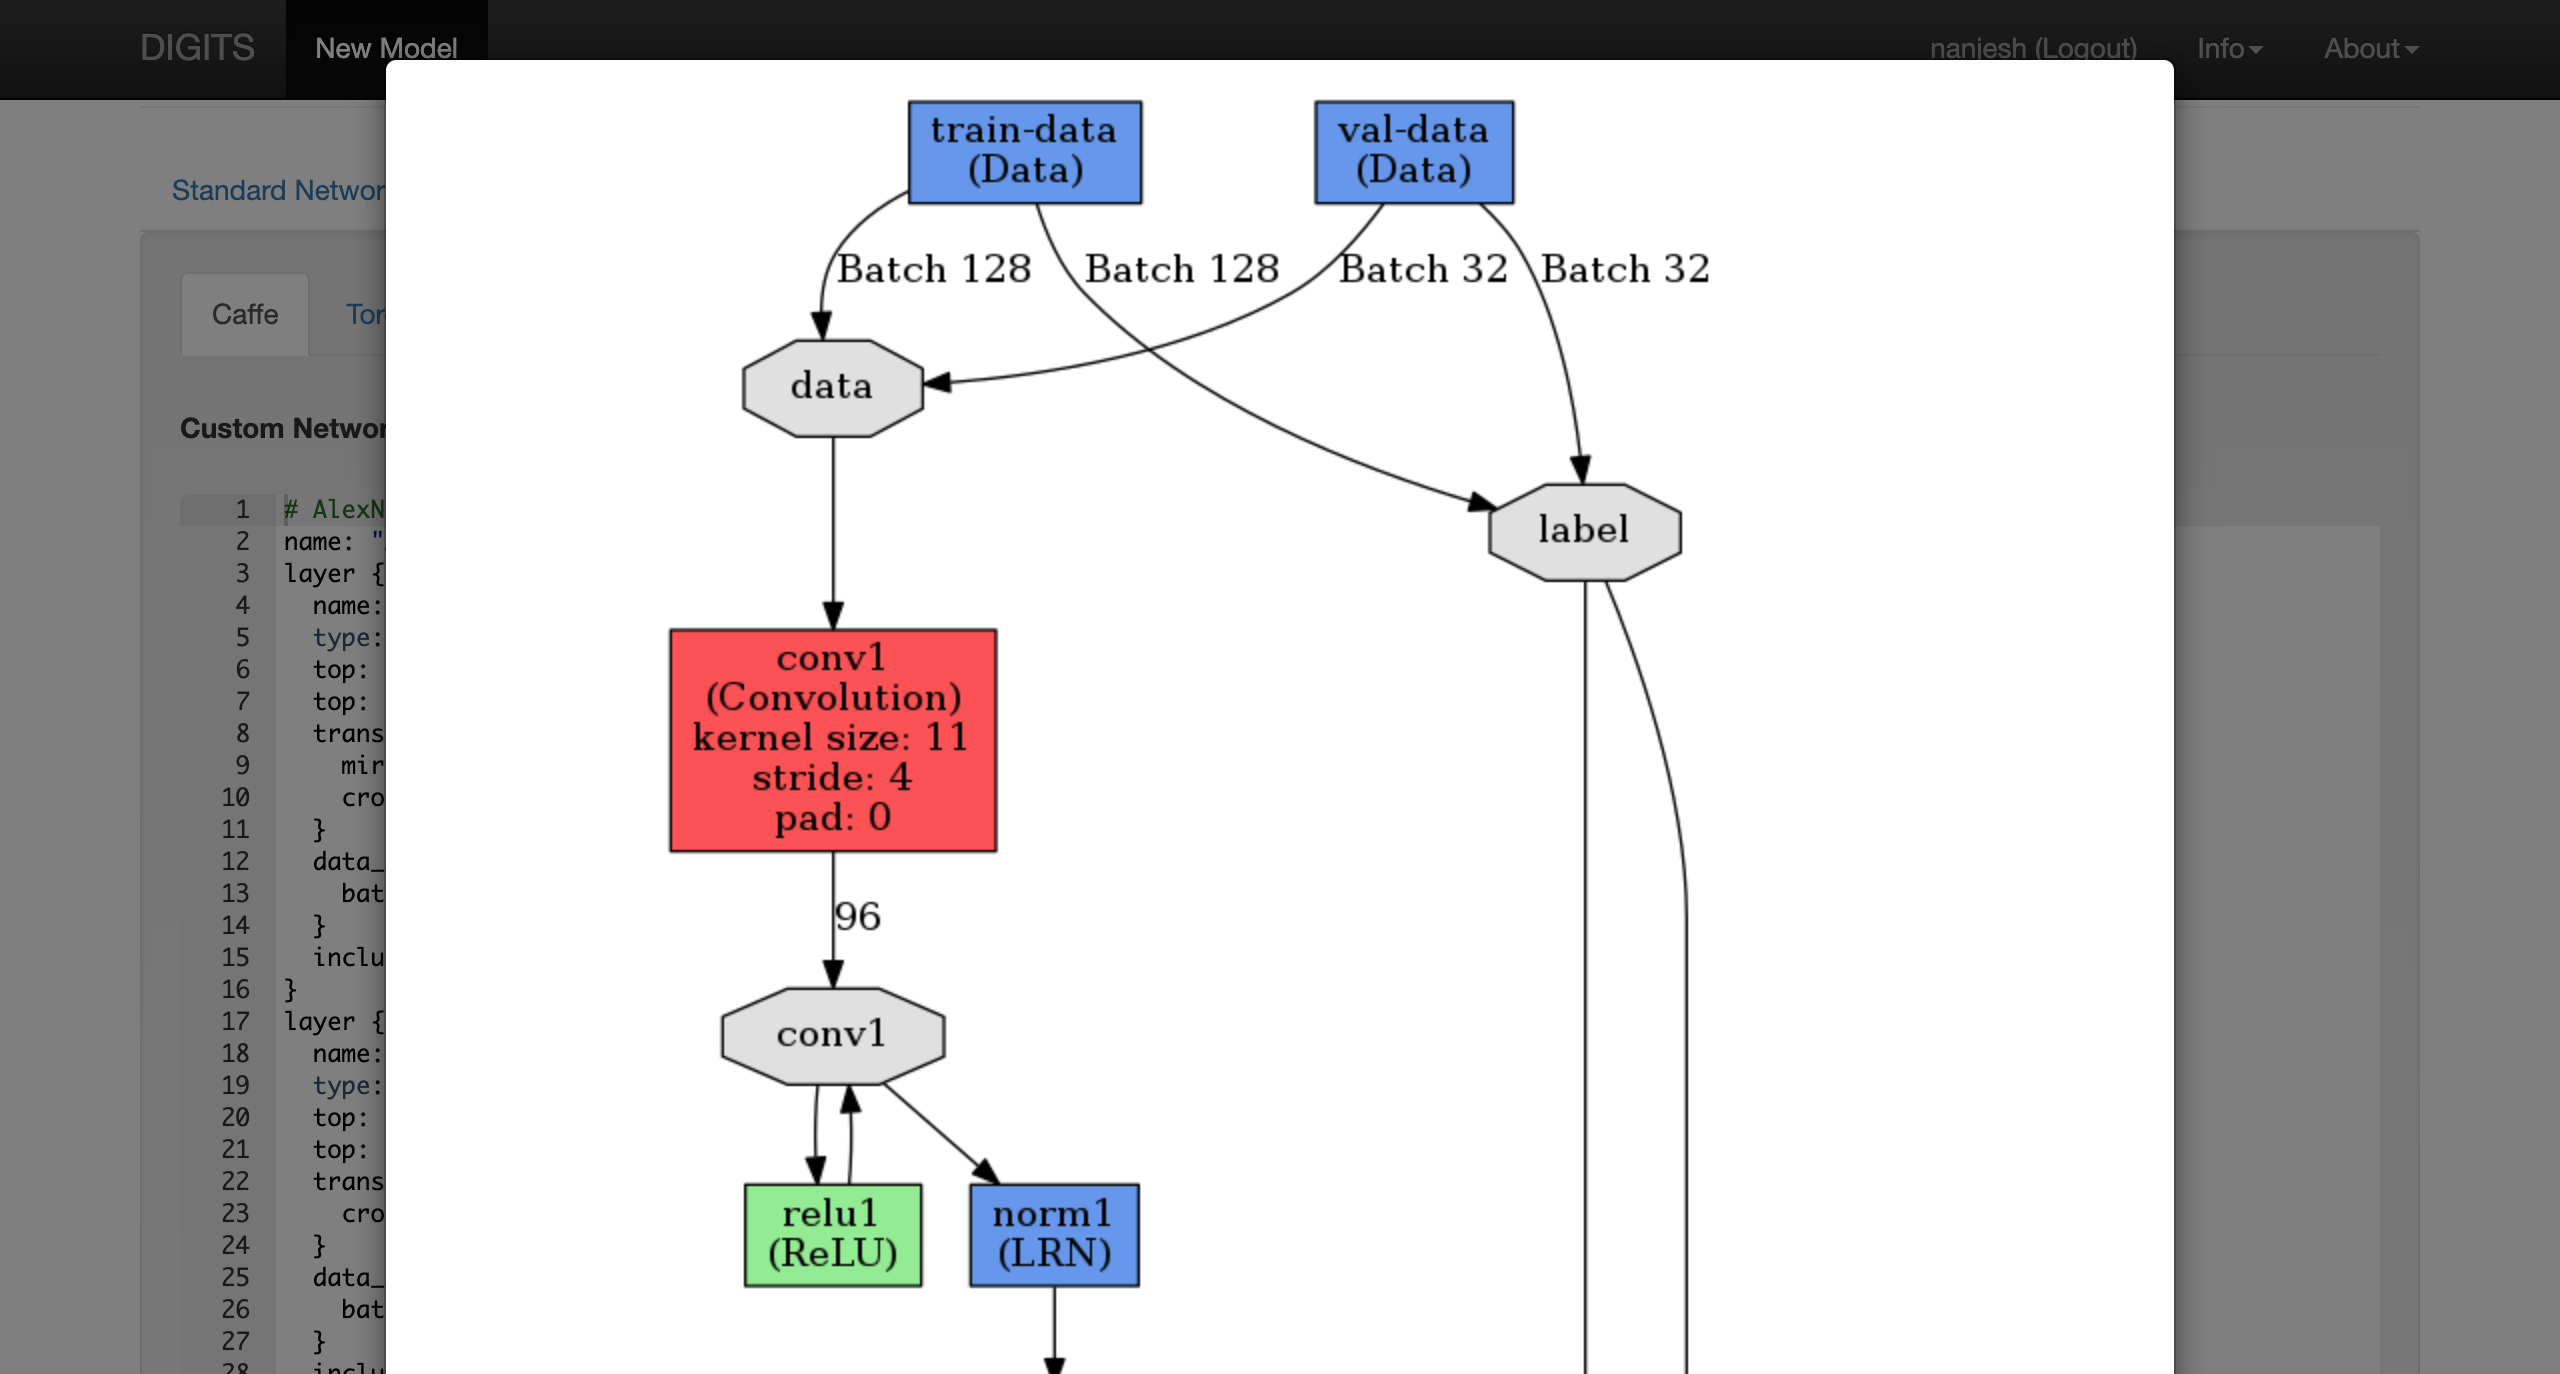 DIGITS
New Model
nanjesh (Logout)
Info
About
Standard Networ
Caffe
Tor
Custom Networ
1 # AlexN
2 name: "
3 layer {
4 name:
5 type:
6 top:
7 top:
8 trans
9 mir
10 cro
11 }
12 data_
13 bat
14 }
15 inclu
16 }
17 layer {
18 name:
19 type:
20 top:
21 top:
22 trans
23 cro
24 }
25 data_
26 bat
27 }
28 inclu
train-data
(Data)
val-data
(Data)
Batch 128
Batch 128
Batch 32
Batch 32
data
label
conv1
(Convolution)
kernel size: 11
stride: 4
pad: 0
96
conv1
relu1
(ReLU)
norm1
(LRN)